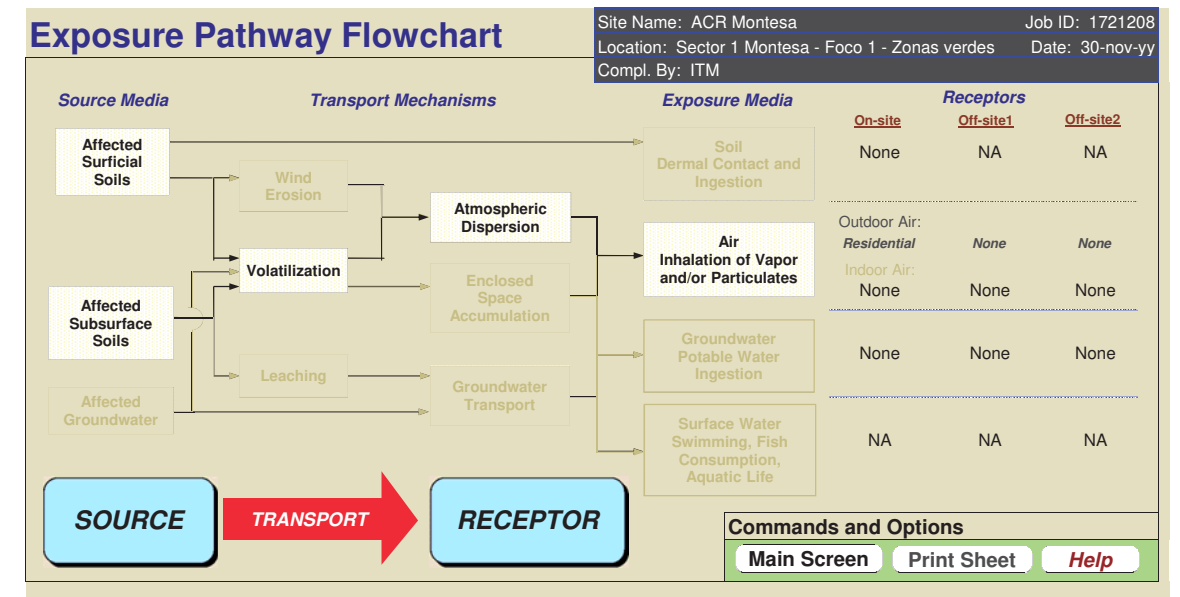 Exposure Pathway Flowchart
Site Name: ACR Montesa Job ID: 1721208
Location: Sector 1 Montesa - Foco 1 - Zonas verdes Date: 30-nov-yy
Compl. By: ITM
Source Media
Transport Mechanisms
Exposure Media
Receptors
On-site Off-site1 Off-site2
Affected
Surficial
Soils
Wind
Erosion
Atmospheric
Dispersion
Soil
Dermal Contact and
Ingestion
None NA NA
Volatilization
Air
Inhalation of Vapor
and/or Particulates
Outdoor Air:
Residential None None
Indoor Air:
None None None
Affected
Subsurface
Soils
Enclosed
Space
Accumulation
Groundwater
Potable Water
Ingestion
None None None
Leaching
Groundwater
Transport
Affected
Groundwater
Surface Water
Swimming, Fish
Consumption,
Aquatic Life
NA NA NA
SOURCE
TRANSPORT
RECEPTOR
Commands and Options
Main Screen Print Sheet Help